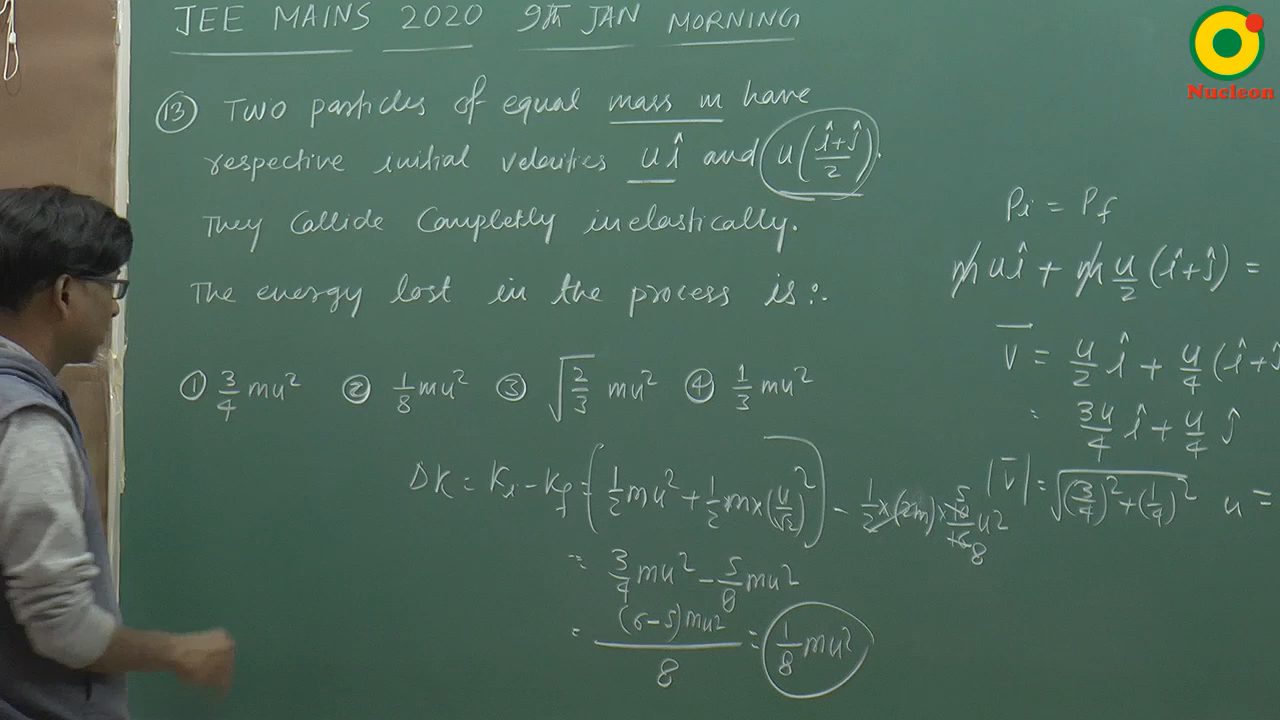 JEE MAINS 2020 9th JAN MORNING
Nucleon
(13) Two particles of equal mass m have
respective initial velocities u î and u((î+ĵ)/2).
They Collide Completly inelastically.
The energy lost in the process is :.
① 3/4 mu² ② 1/8 mu² ③ √(2/3) mu² ④ 1/3 mu²
Pi = Pf
m u î + m u/2 (î+ĵ) =
v̄ = u/2 î + u/4 (î+ĵ
= 3u/4 î + u/4 ĵ
|v̄| = √((3/4)² + (1/4)²) u =
ΔK = Ki - Kf = [1/2 mu² + 1/2 m×(u/√2)²] - 1/2×(2m)×5/8 u²
= 3/4 mu² - 5/8 mu²
= (6-5)mu²/8 = 1/8 mu²